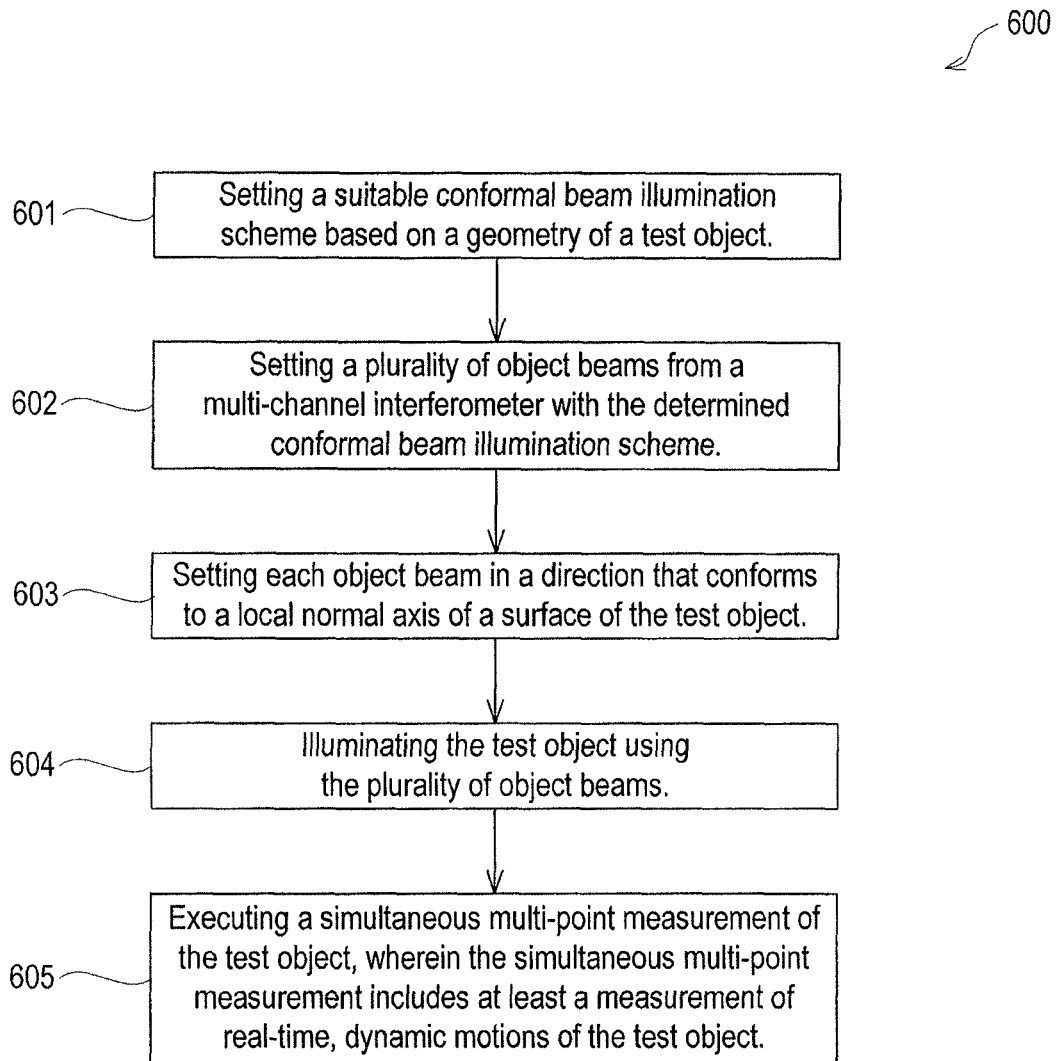 600
601
Setting a suitable conformal beam illumination
scheme based on a geometry of a test object.
602
Setting a plurality of object beams from a
multi-channel interferometer with the determined
conformal beam illumination scheme.
603
Setting each object beam in a direction that conforms
to a local normal axis of a surface of the test object.
604
Illuminating the test object using
the plurality of object beams.
605
Executing a simultaneous multi-point measurement of
the test object, wherein the simultaneous multi-point
measurement includes at least a measurement of
real-time, dynamic motions of the test object.